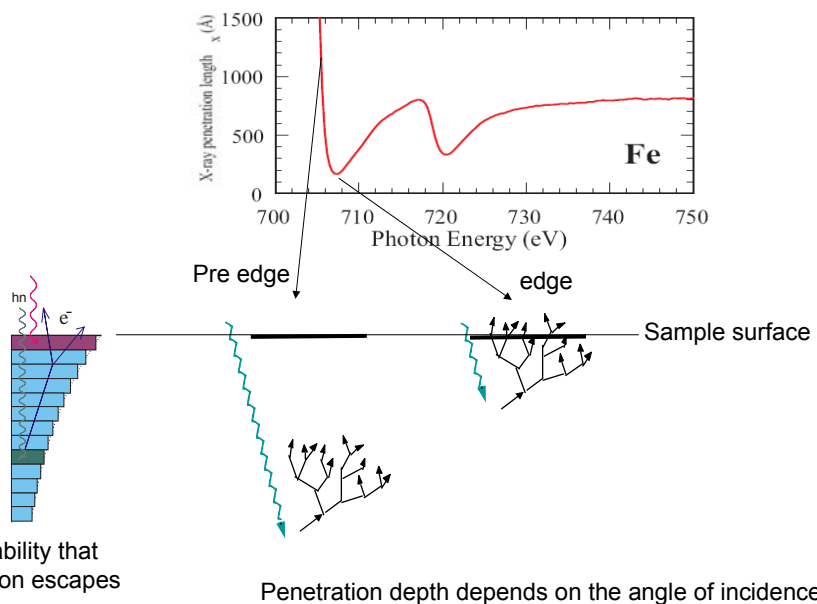 X-ray penetration length x (Å)
1500
1000
500
0
Fe
700
710
720
730
740
750
Photon Energy (eV)
Pre edge
edge
hn
e-
Sample surface
ability that
on escapes
Penetration depth depends on the angle of incidence